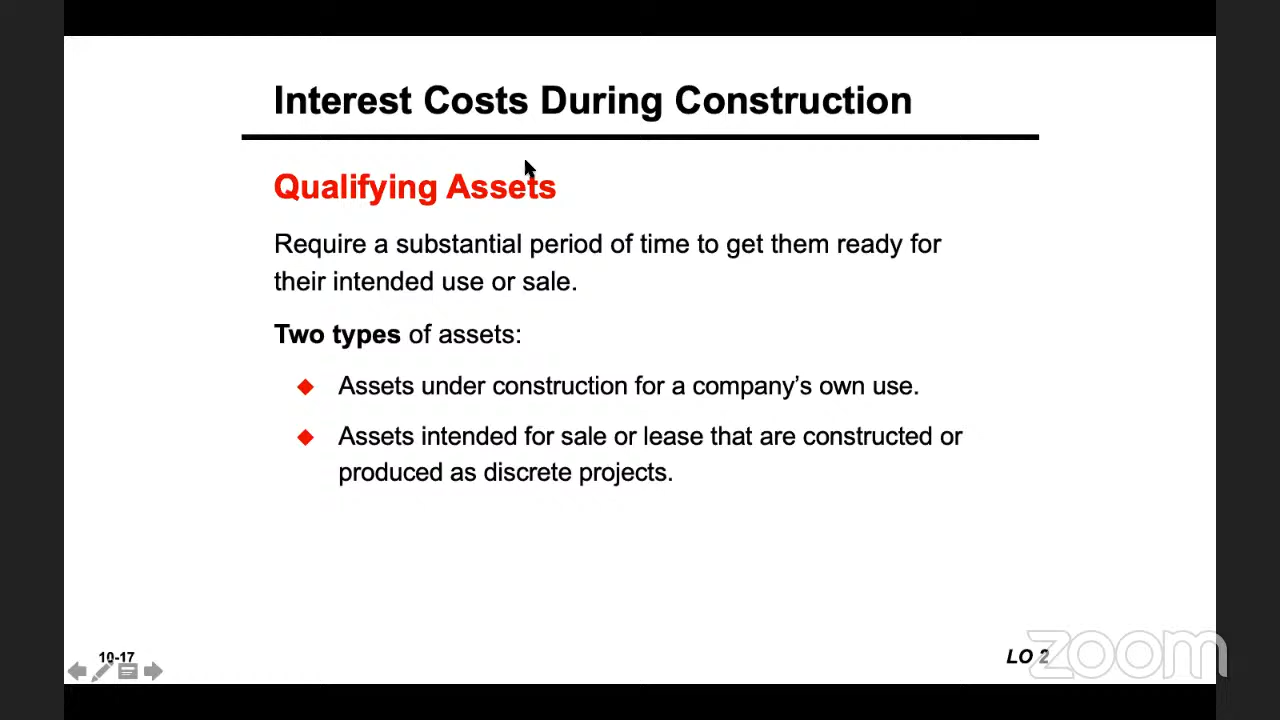 Interest Costs During Construction
Qualifying Assets
Require a substantial period of time to get them ready for
their intended use or sale.
Two types of assets:
Assets under construction for a company’s own use.
Assets intended for sale or lease that are constructed or
produced as discrete projects.
10-17
LO 2
zoom